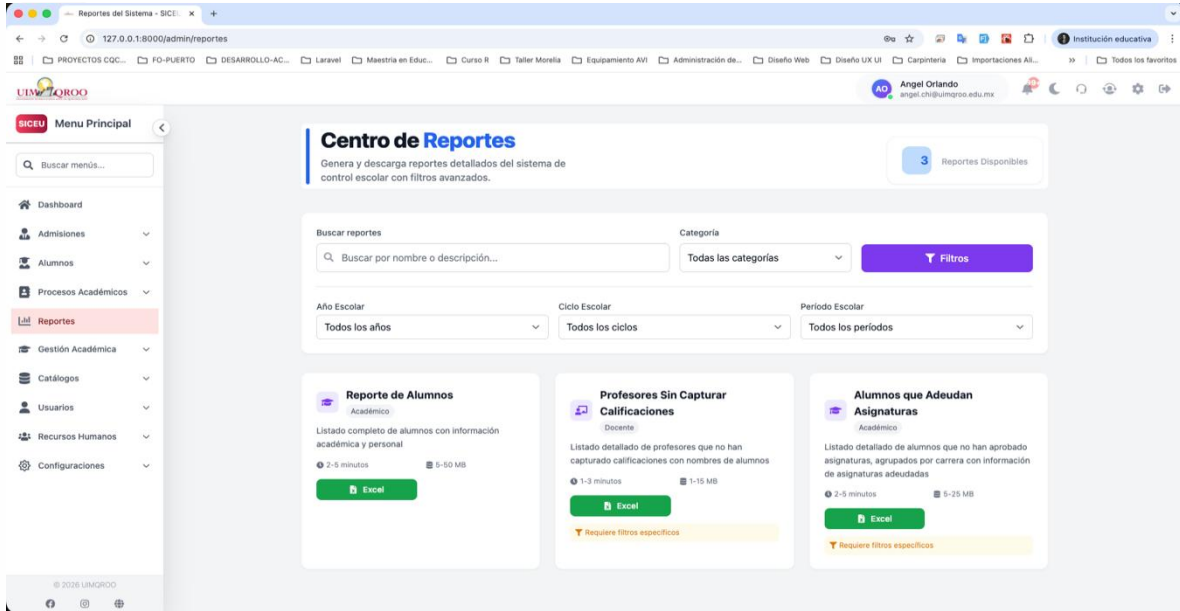 Reportes del Sistema - SICEU
127.0.0.1:8000/admin/reportes
Institución educativa
PROYECTOS CQC...
FO-PUERTO
DESARROLLO-AC...
Laravel
Maestria en Educ...
Curso R
Taller Morelia
Equipamiento AVI
Administración de...
Diseño Web
Diseño UX UI
Carpinteria
Importaciones Ali...
Todos los favoritos
UIMQROO
AO
Angel Orlando
angel.chi@uimqroo.edu.mx
SICEU Menu Principal
Buscar menús...
Dashboard
Admisiones
Alumnos
Procesos Académicos
Reportes
Gestión Académica
Catálogos
Usuarios
Recursos Humanos
Configuraciones
© 2026 UIMQROO
Centro de Reportes
Genera y descarga reportes detallados del sistema de
control escolar con filtros avanzados.
3 Reportes Disponibles
Buscar reportes
Buscar por nombre o descripción...
Categoría
Todas las categorías
Filtros
Año Escolar
Todos los años
Ciclo Escolar
Todos los ciclos
Período Escolar
Todos los períodos
Reporte de Alumnos
Académico
Listado completo de alumnos con información
académica y personal
2-5 minutos
5-50 MB
Excel
Profesores Sin Capturar
Calificaciones
Docente
Listado detallado de profesores que no han
capturado calificaciones con nombres de alumnos
1-3 minutos
1-15 MB
Excel
Requiere filtros específicos
Alumnos que Adeudan
Asignaturas
Académico
Listado detallado de alumnos que no han aprobado
asignaturas, agrupados por carrera con información
de asignaturas adeudadas
2-5 minutos
5-25 MB
Excel
Requiere filtros específicos